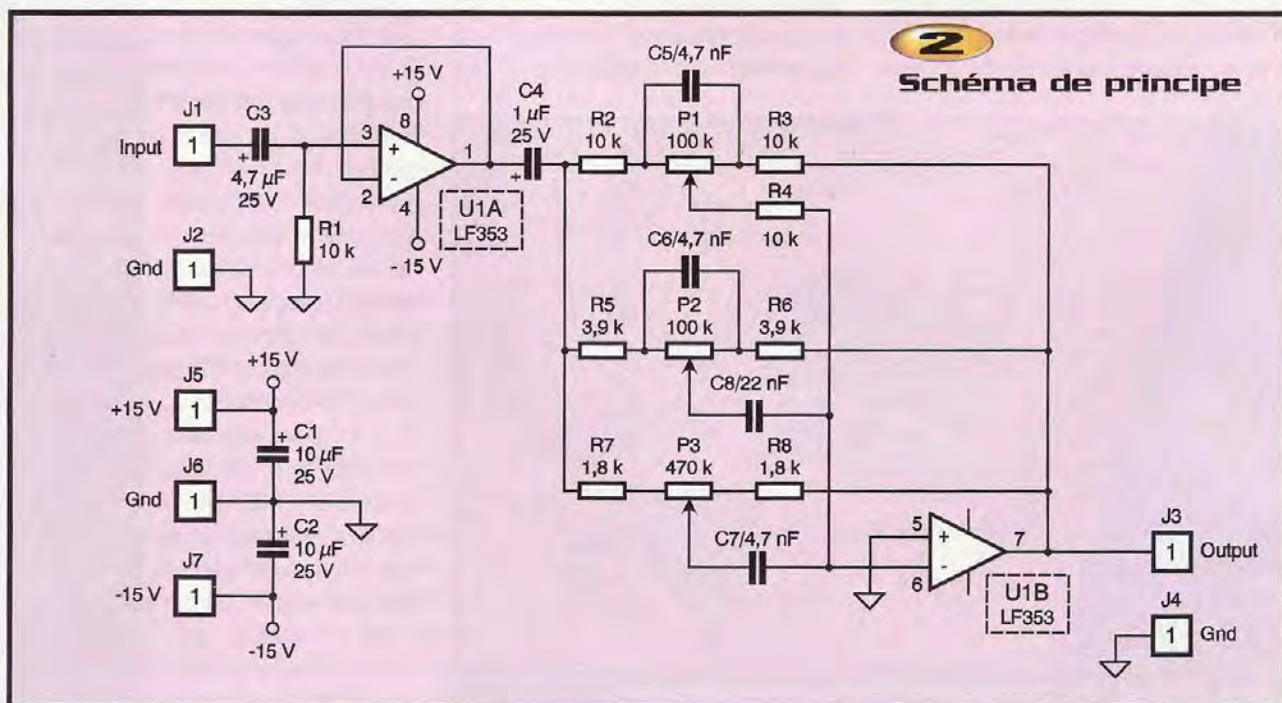 2
Schéma de principe
J1
1
Input
C3
+
4,7 µF
25 V
J2
1
Gnd
R1
10 k
+15 V
8
3
+
2
-
1
4
- 15 V
U1A
LF353
C4
1 µF
25 V
+
C5/4,7 nF
R2
10 k
P1
100 k
R3
10 k
R4
10 k
C6/4,7 nF
R5
3,9 k
P2
100 k
R6
3,9 k
C8/22 nF
R7
1,8 k
P3
470 k
R8
1,8 k
C7/4,7 nF
5
+
6
-
7
U1B
LF353
J3
1
Output
J4
1
Gnd
+15 V
J5
+15 V
1
+
C1
10 µF
25 V
J6
Gnd
1
+
C2
10 µF
25 V
J7
-15 V
1
-15 V